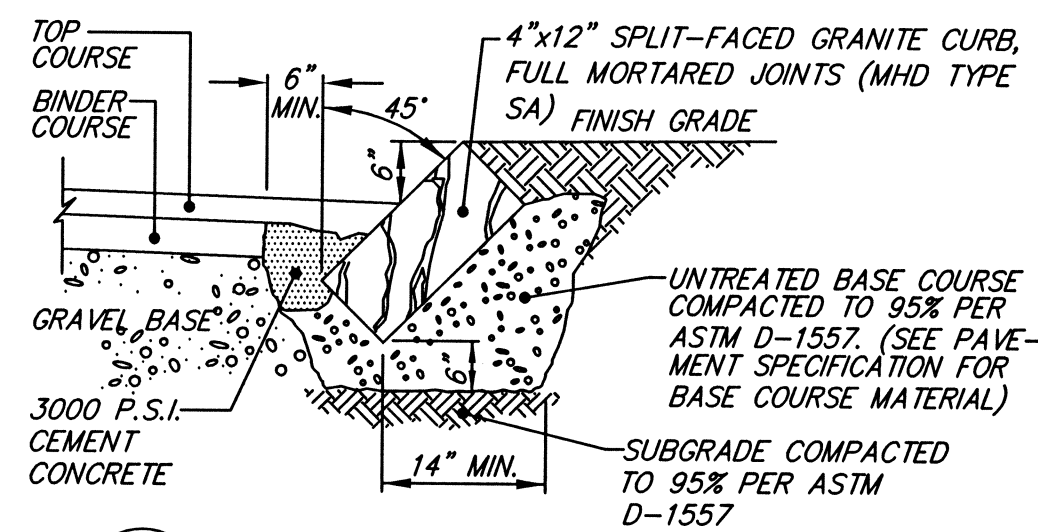 TOP
COURSE
BINDER
COURSE
6"
MIN.
45°
4"x12" SPLIT-FACED GRANITE CURB,
FULL MORTARED JOINTS (MHD TYPE
SA)
FINISH GRADE
6"
GRAVEL BASE
UNTREATED BASE COURSE
COMPACTED TO 95% PER
ASTM D-1557. (SEE PAVE-
MENT SPECIFICATION FOR
BASE COURSE MATERIAL)
6"
3000 P.S.I.
CEMENT
CONCRETE
14" MIN.
SUBGRADE COMPACTED
TO 95% PER ASTM
D-1557